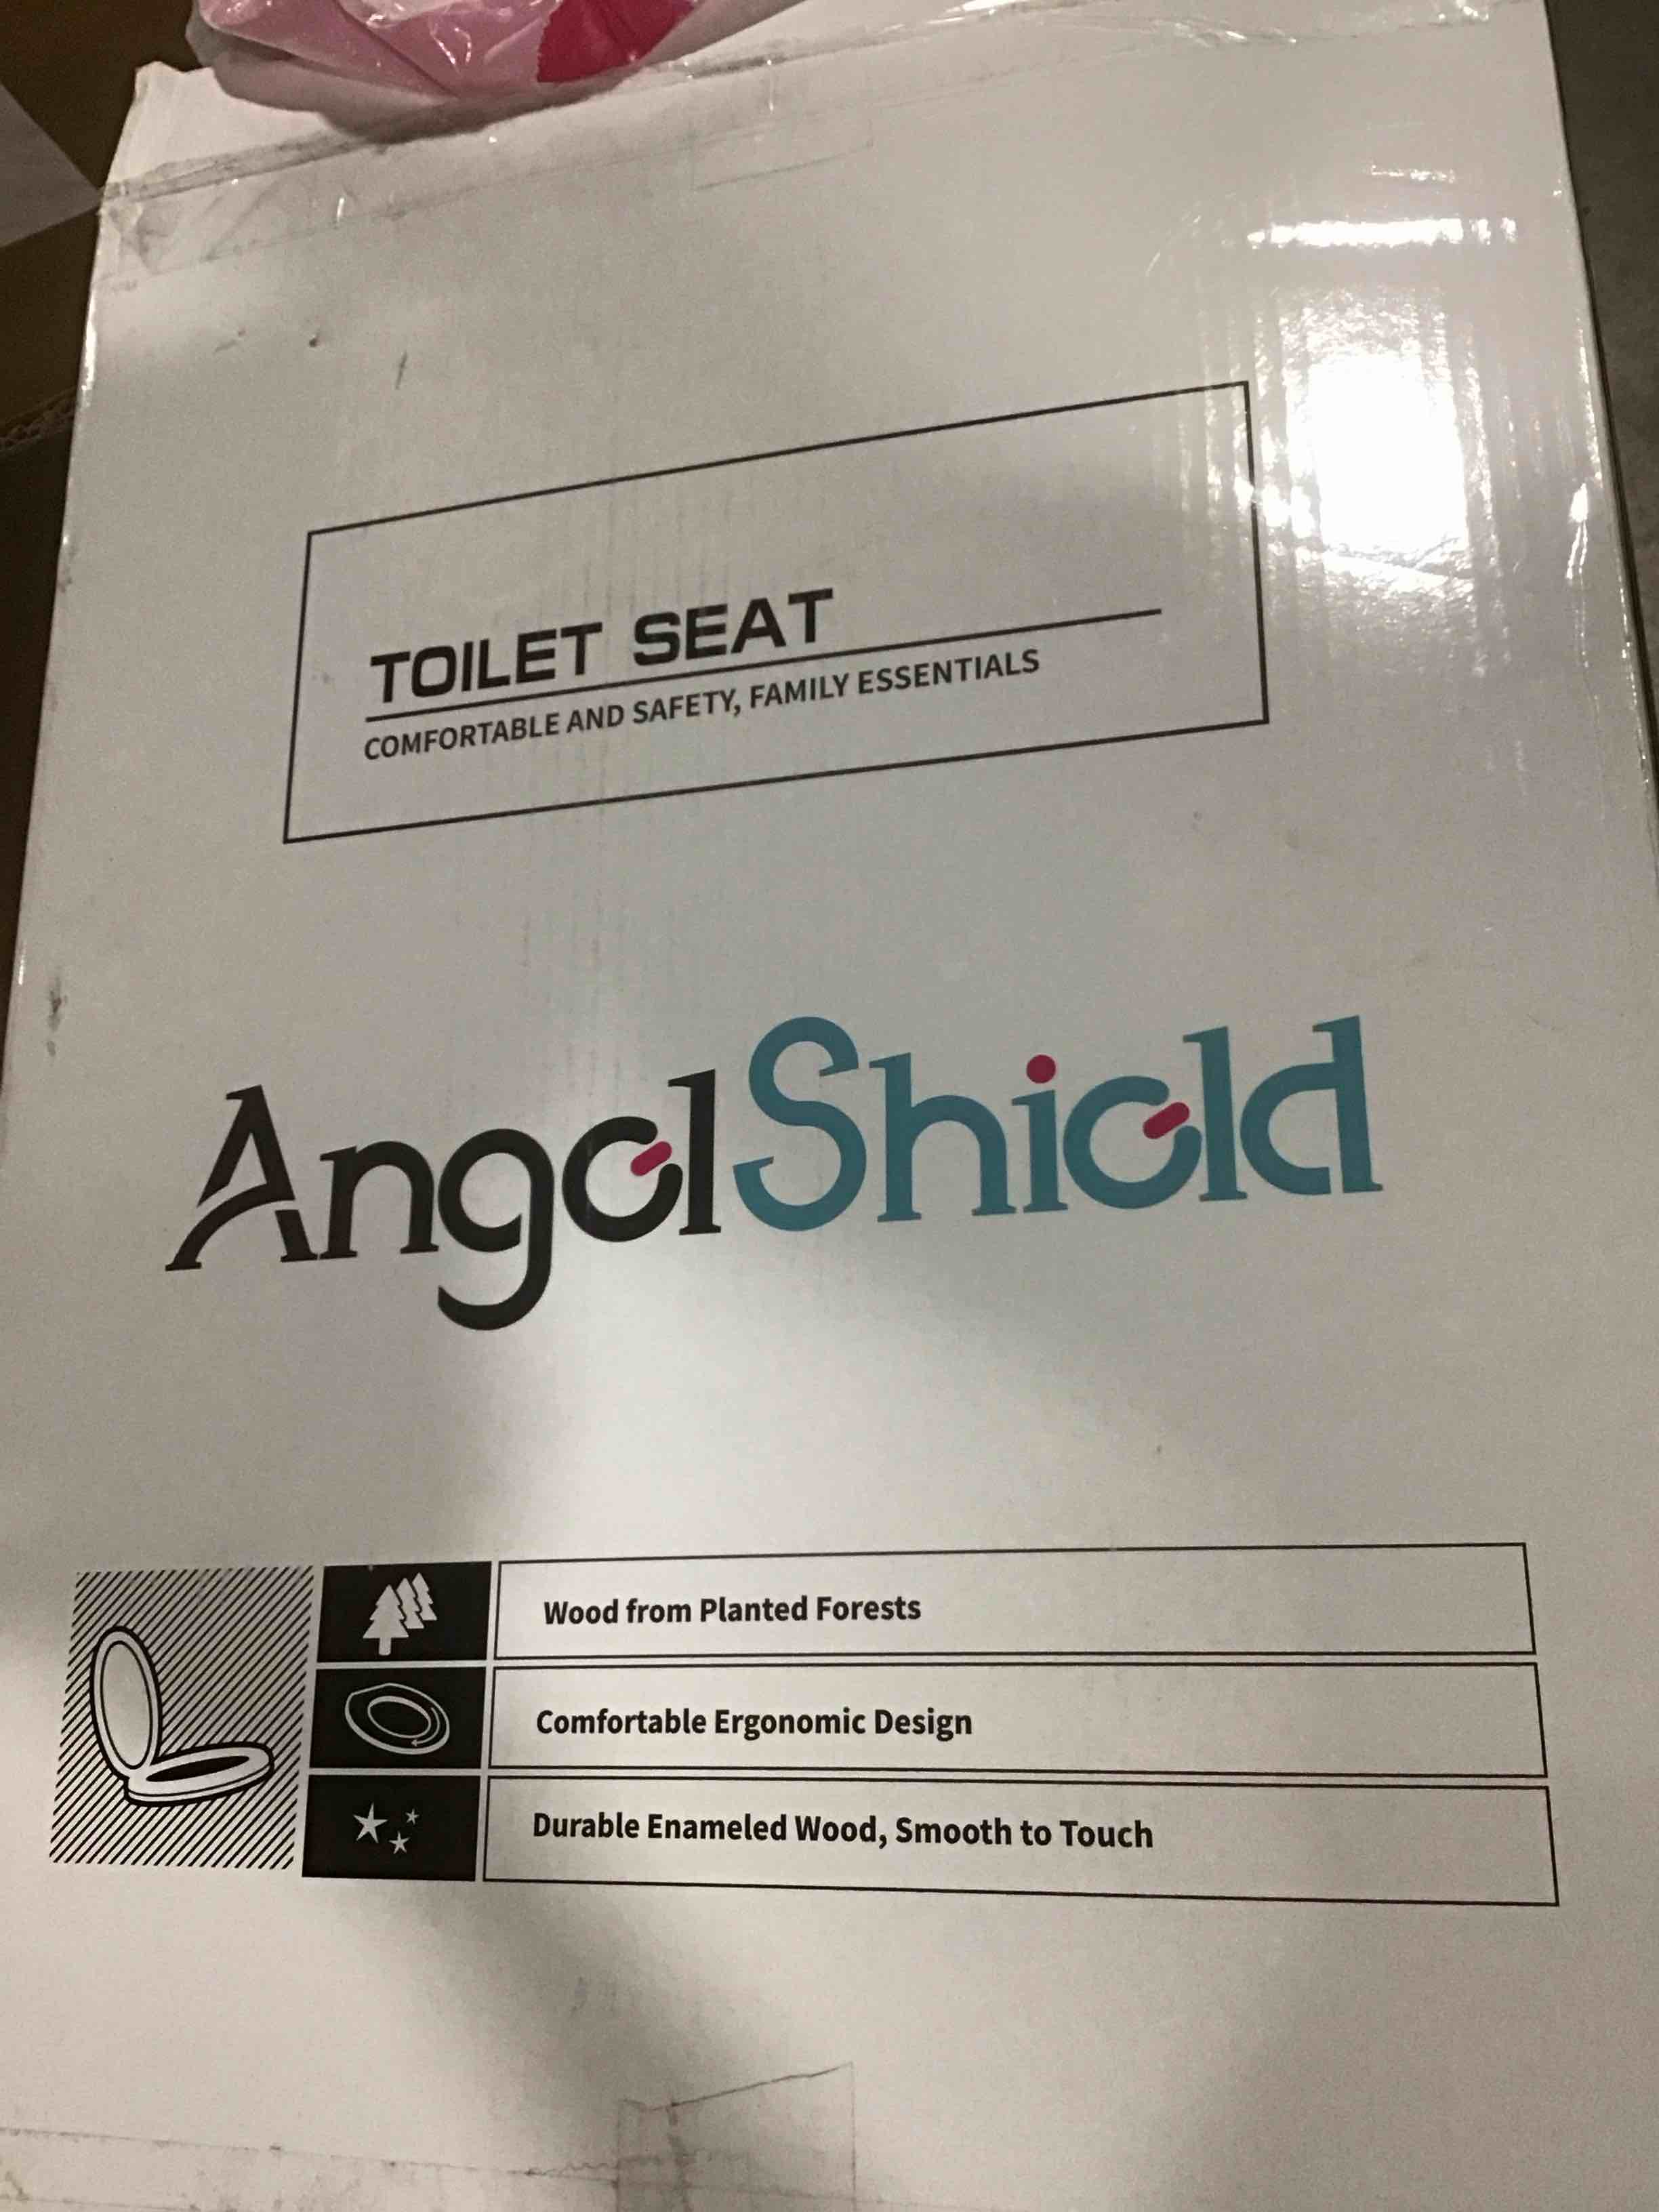 TOILET SEAT
COMFORTABLE AND SAFETY, FAMILY ESSENTIALS
AngelShield
Wood from Planted Forests
Comfortable Ergonomic Design
Durable Enameled Wood, Smooth to Touch